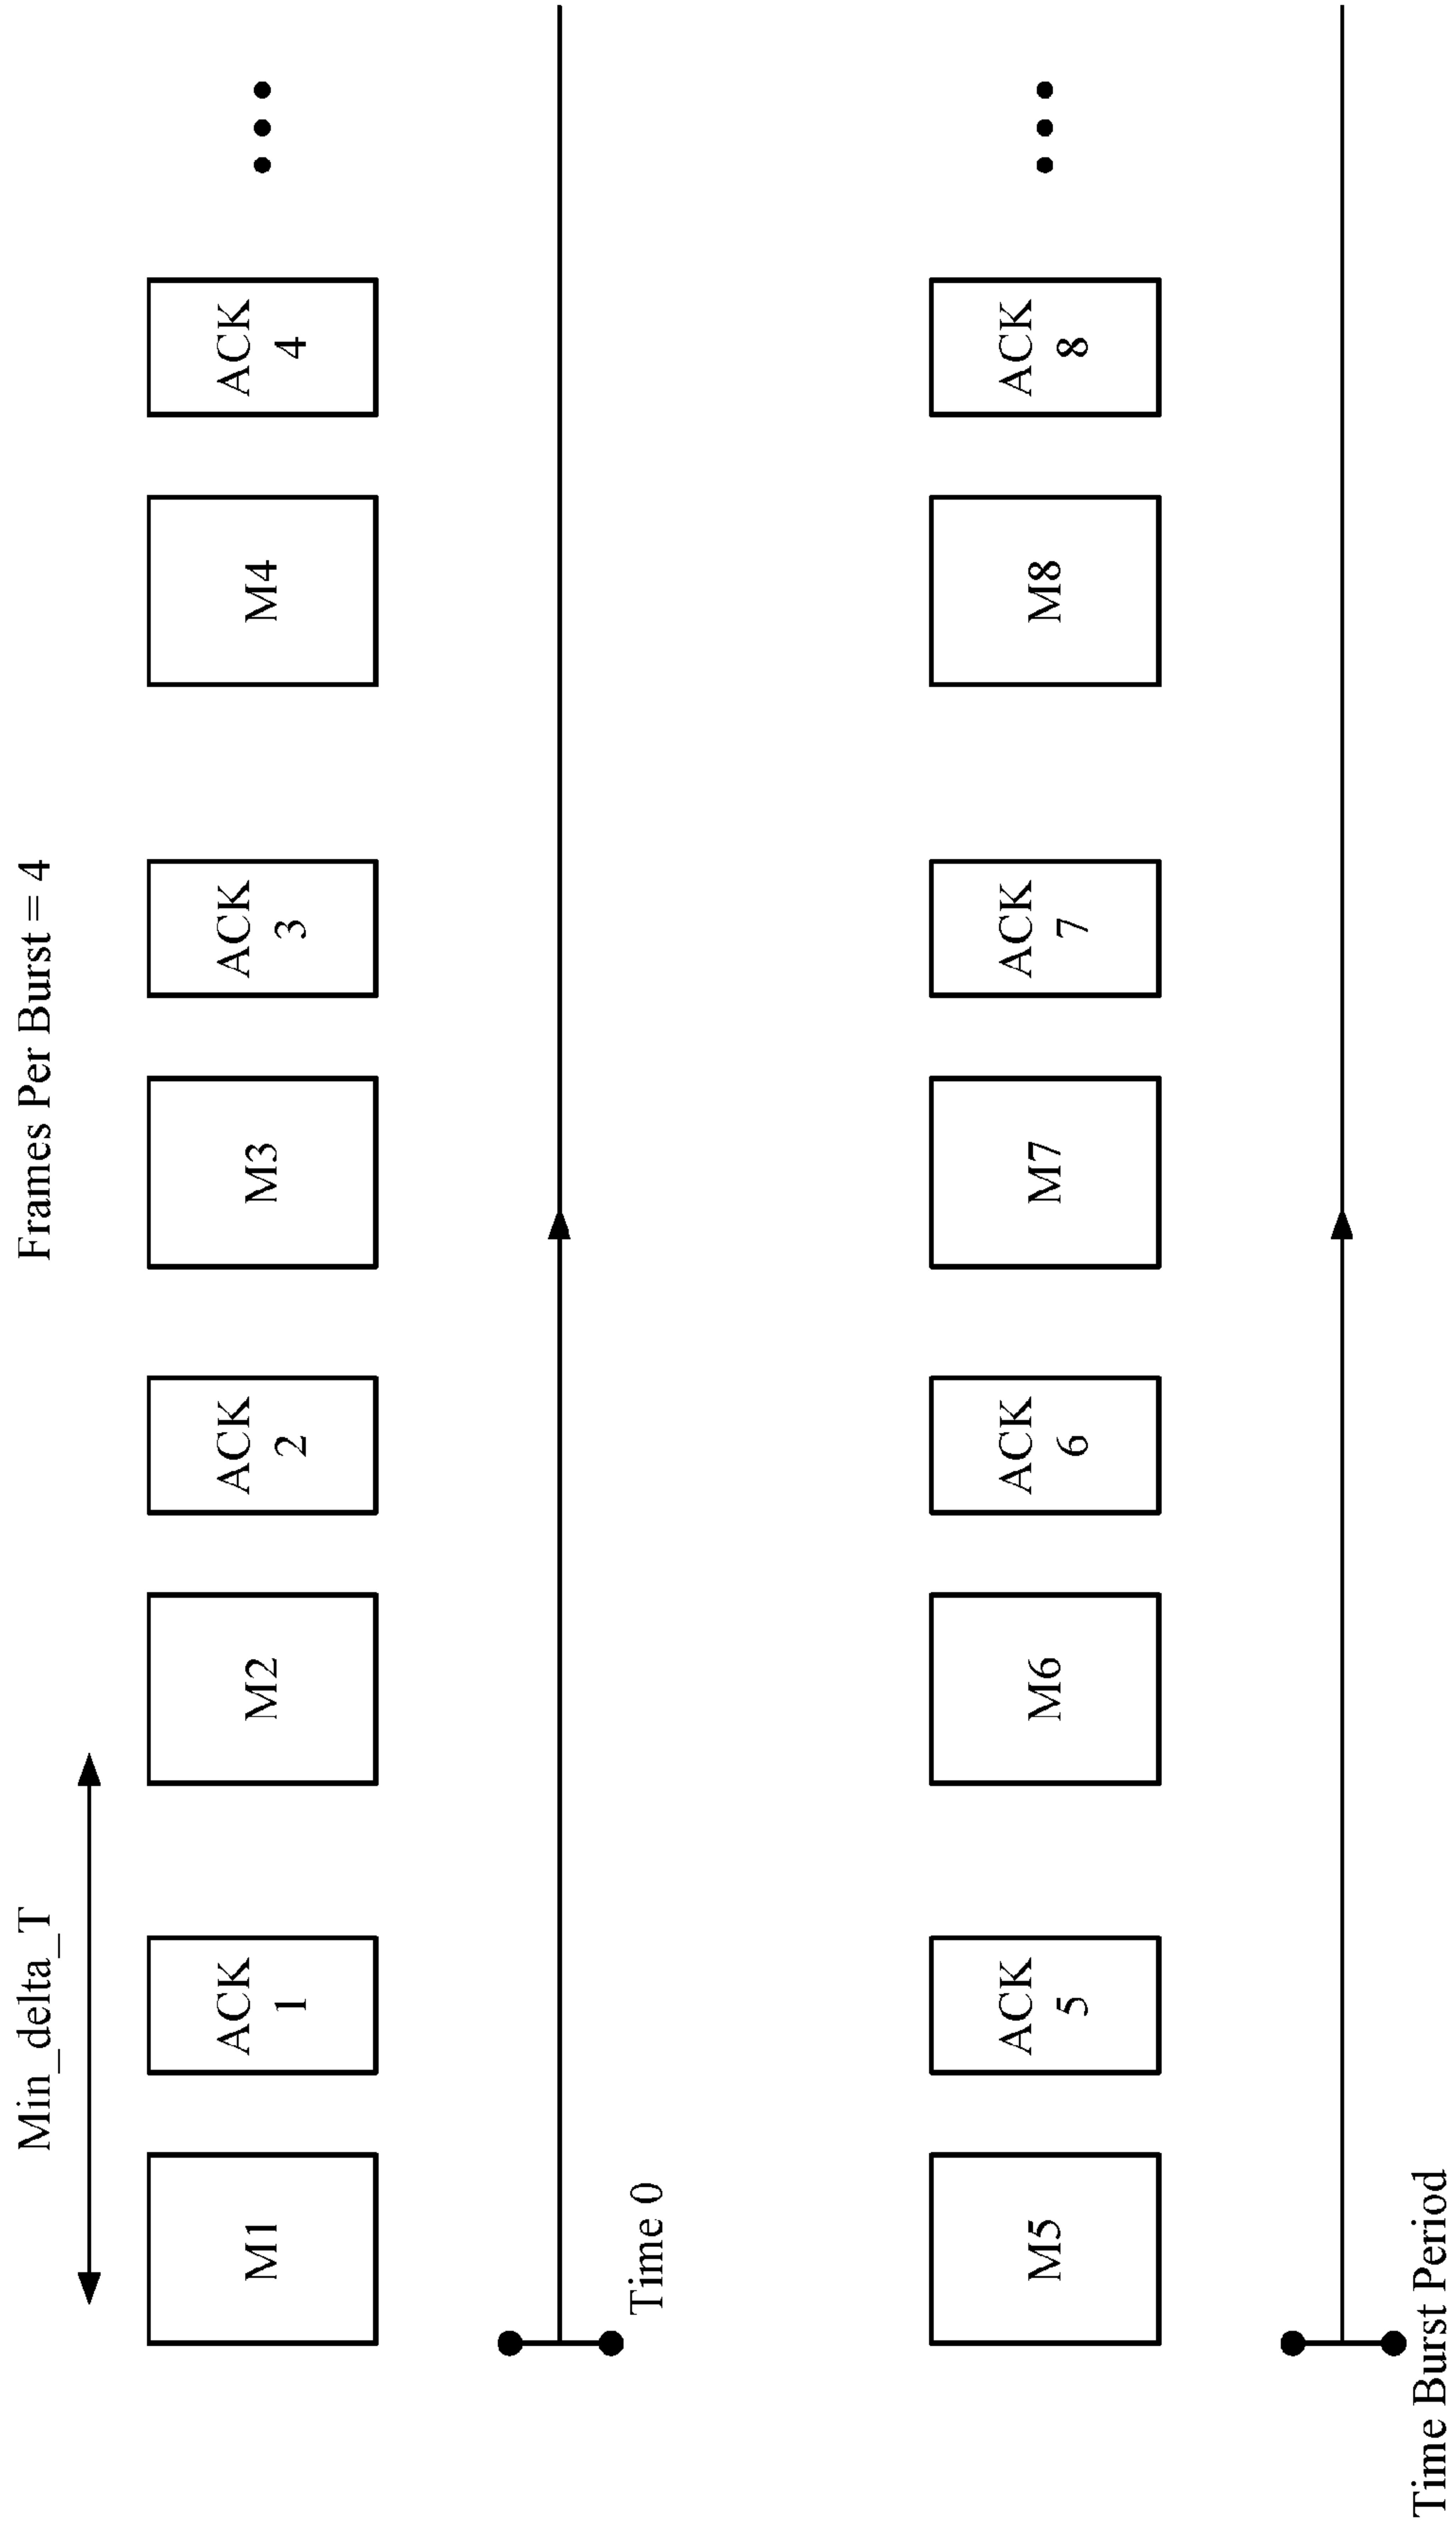 Min_delta_T
Frames Per Burst = 4
M1
ACK
1
M2
ACK
2
M3
ACK
3
M4
ACK
4
Time 0
M5
ACK
5
M6
ACK
6
M7
ACK
7
M8
ACK
8
Time Burst Period